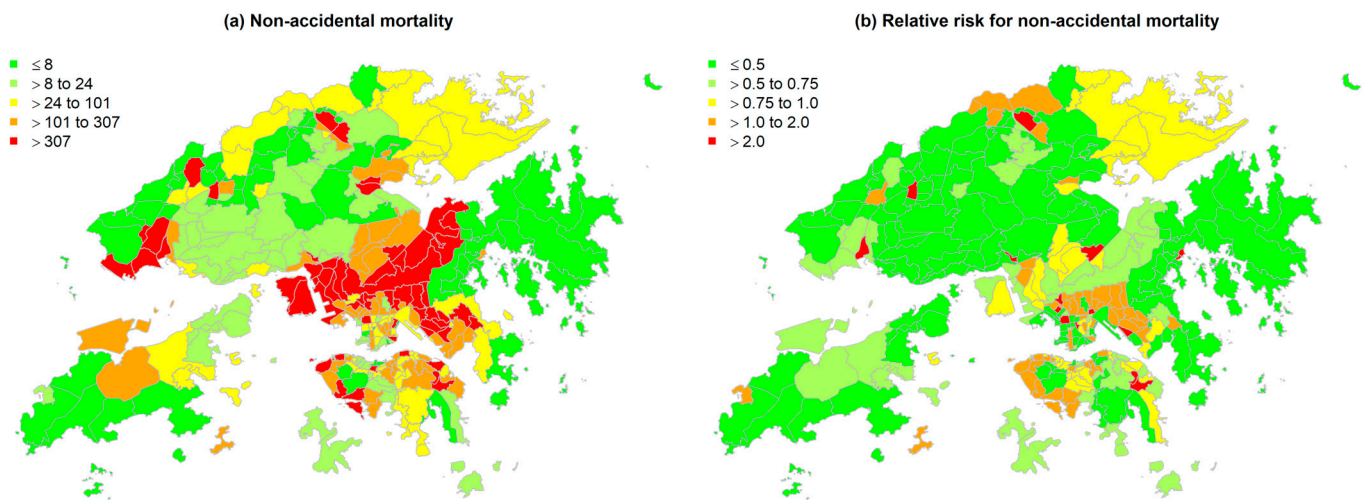 (a) Non-accidental mortality
≤ 8
> 8 to 24
> 24 to 101
> 101 to 307
> 307
(b) Relative risk for non-accidental mortality
≤ 0.5
> 0.5 to 0.75
> 0.75 to 1.0
> 1.0 to 2.0
> 2.0